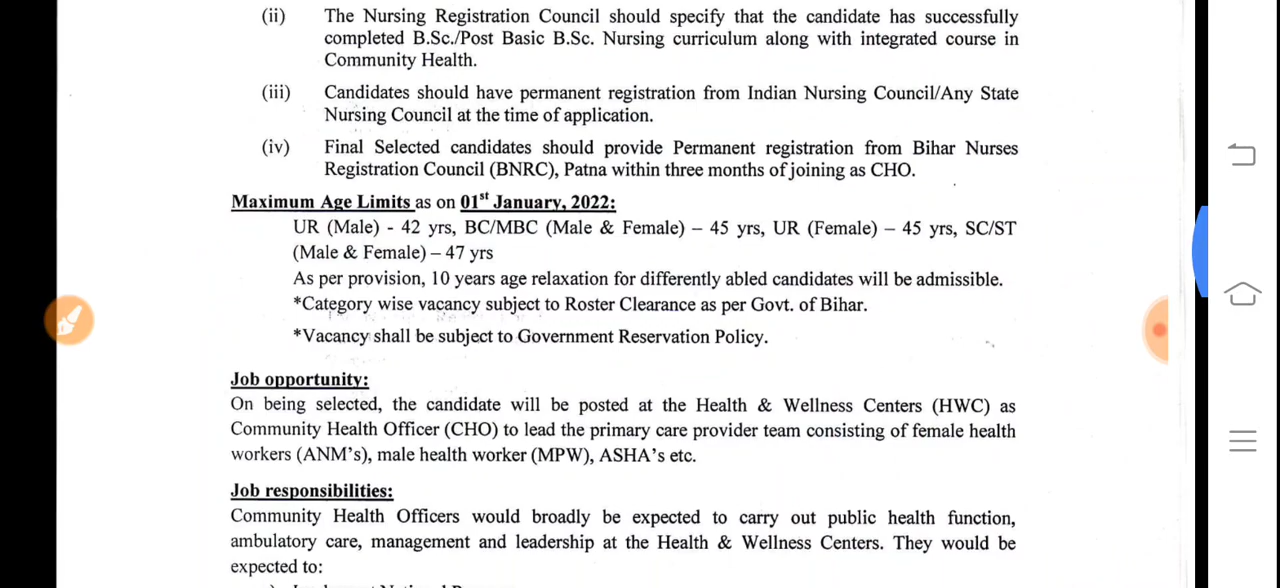 (ii) The Nursing Registration Council should specify that the candidate has successfully
completed B.Sc./Post Basic B.Sc. Nursing curriculum along with integrated course in
Community Health.
(iii) Candidates should have permanent registration from Indian Nursing Council/Any State
Nursing Council at the time of application.
(iv) Final Selected candidates should provide Permanent registration from Bihar Nurses
Registration Council (BNRC), Patna within three months of joining as CHO.
Maximum Age Limits as on 01st January, 2022:
UR (Male) - 42 yrs, BC/MBC (Male & Female) – 45 yrs, UR (Female) – 45 yrs, SC/ST
(Male & Female) – 47 yrs
As per provision, 10 years age relaxation for differently abled candidates will be admissible.
*Category wise vacancy subject to Roster Clearance as per Govt. of Bihar.
*Vacancy shall be subject to Government Reservation Policy.
Job opportunity:
On being selected, the candidate will be posted at the Health & Wellness Centers (HWC) as
Community Health Officer (CHO) to lead the primary care provider team consisting of female health
workers (ANM's), male health worker (MPW), ASHA's etc.
Job responsibilities:
Community Health Officers would broadly be expected to carry out public health function,
ambulatory care, management and leadership at the Health & Wellness Centers. They would be
expected to: